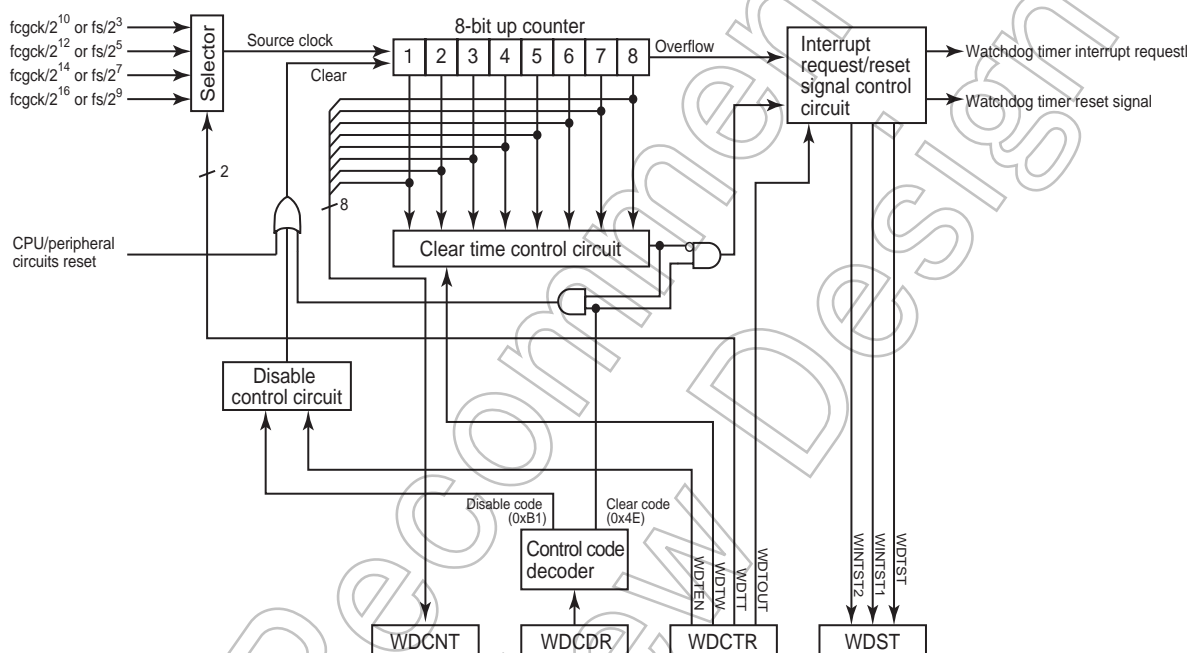 fcgck/2^10 or fs/2^3
fcgck/2^12 or fs/2^5
fcgck/2^14 or fs/2^7
fcgck/2^16 or fs/2^9
Selector
Source clock
Clear
8-bit up counter
1 2 3 4 5 6 7 8
Overflow
Interrupt
request/reset
signal control
circuit
Watchdog timer interrupt request
Watchdog timer reset signal
2
8
CPU/peripheral
circuits reset
Clear time control circuit
Disable
control circuit
Disable code
(0xB1)
Clear code
(0x4E)
Control code
decoder
WDTEN
WDTW
WDTT
WDTOUT
WINTST2
WINTST1
WDTST
WDCNT
WDCDR
WDCTR
WDST
Recommen
ew Design